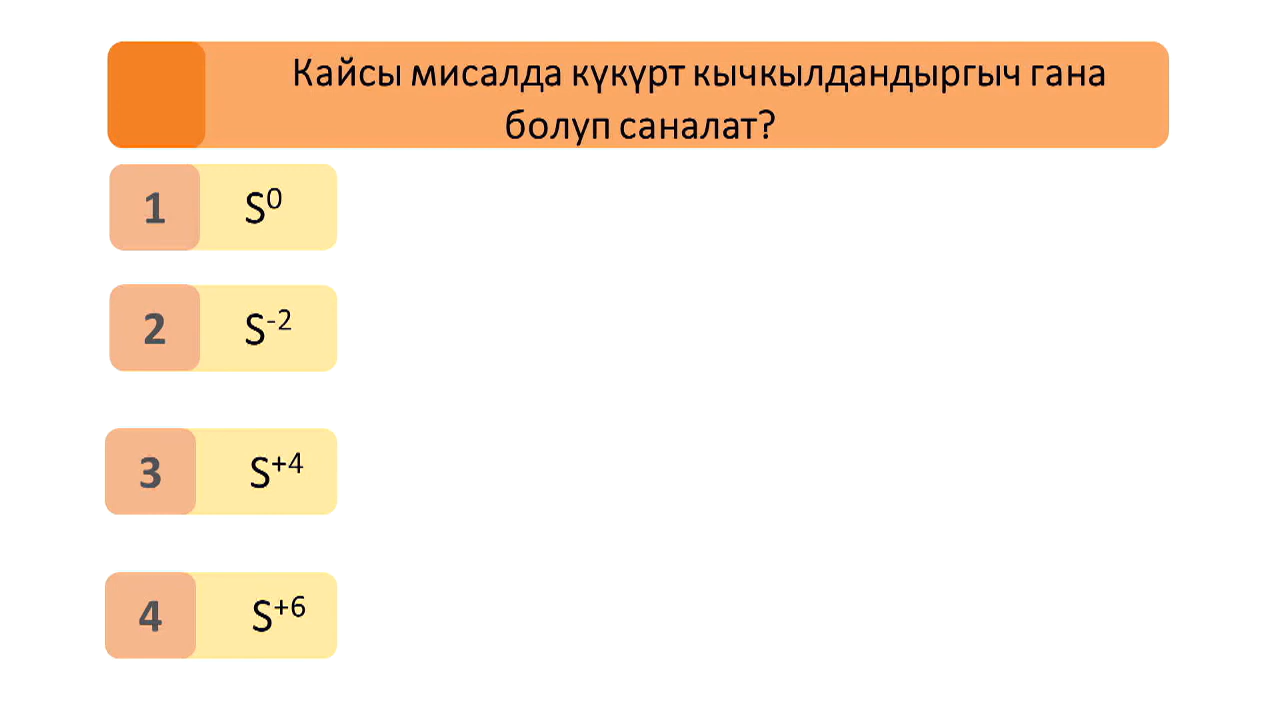 Кайсы мисалда күкүрт кычкылдандыргыч гана
болуп саналат?
1 S⁰
2 S⁻²
3 S⁺⁴
4 S⁺⁶